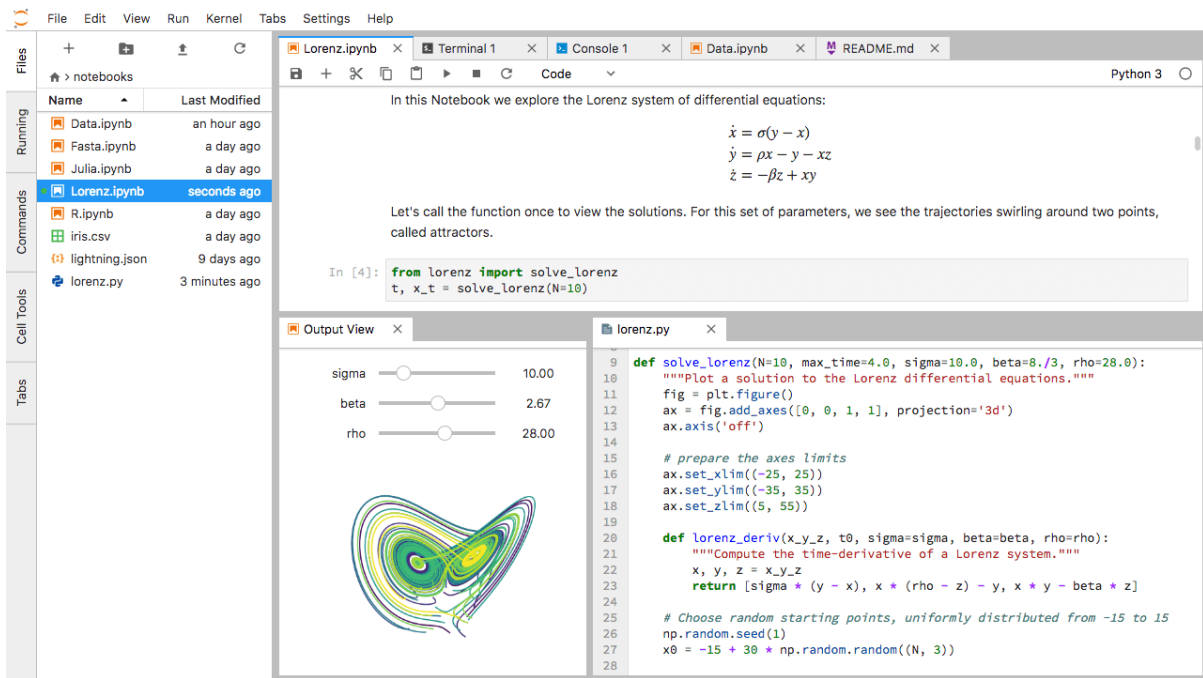 File Edit View Run Kernel Tabs Settings Help
Files
Running
Commands
Cell Tools
Tabs
notebooks
Name Last Modified
Data.ipynb an hour ago
Fasta.ipynb a day ago
Julia.ipynb a day ago
Lorenz.ipynb seconds ago
R.ipynb a day ago
iris.csv a day ago
lightning.json 9 days ago
lorenz.py 3 minutes ago
Lorenz.ipynb Terminal 1 Console 1 Data.ipynb README.md
Code Python 3
In this Notebook we explore the Lorenz system of differential equations:
ẋ = σ(y − x)
ẏ = ρx − y − xz
ż = −βz + xy
Let's call the function once to view the solutions. For this set of parameters, we see the trajectories swirling around two points,
called attractors.
In [4]: from lorenz import solve_lorenz
t, x_t = solve_lorenz(N=10)
Output View
sigma 10.00
beta 2.67
rho 28.00
lorenz.py
9 def solve_lorenz(N=10, max_time=4.0, sigma=10.0, beta=8./3, rho=28.0):
10 """Plot a solution to the Lorenz differential equations."""
11 fig = plt.figure()
12 ax = fig.add_axes([0, 0, 1, 1], projection='3d')
13 ax.axis('off')
14
15 # prepare the axes limits
16 ax.set_xlim((-25, 25))
17 ax.set_ylim((-35, 35))
18 ax.set_zlim((5, 55))
19
20 def lorenz_deriv(x_y_z, t0, sigma=sigma, beta=beta, rho=rho):
21 """Compute the time-derivative of a Lorenz system."""
22 x, y, z = x_y_z
23 return [sigma * (y - x), x * (rho - z) - y, x * y - beta * z]
24
25 # Choose random starting points, uniformly distributed from -15 to 15
26 np.random.seed(1)
27 x0 = -15 + 30 * np.random.random((N, 3))
28